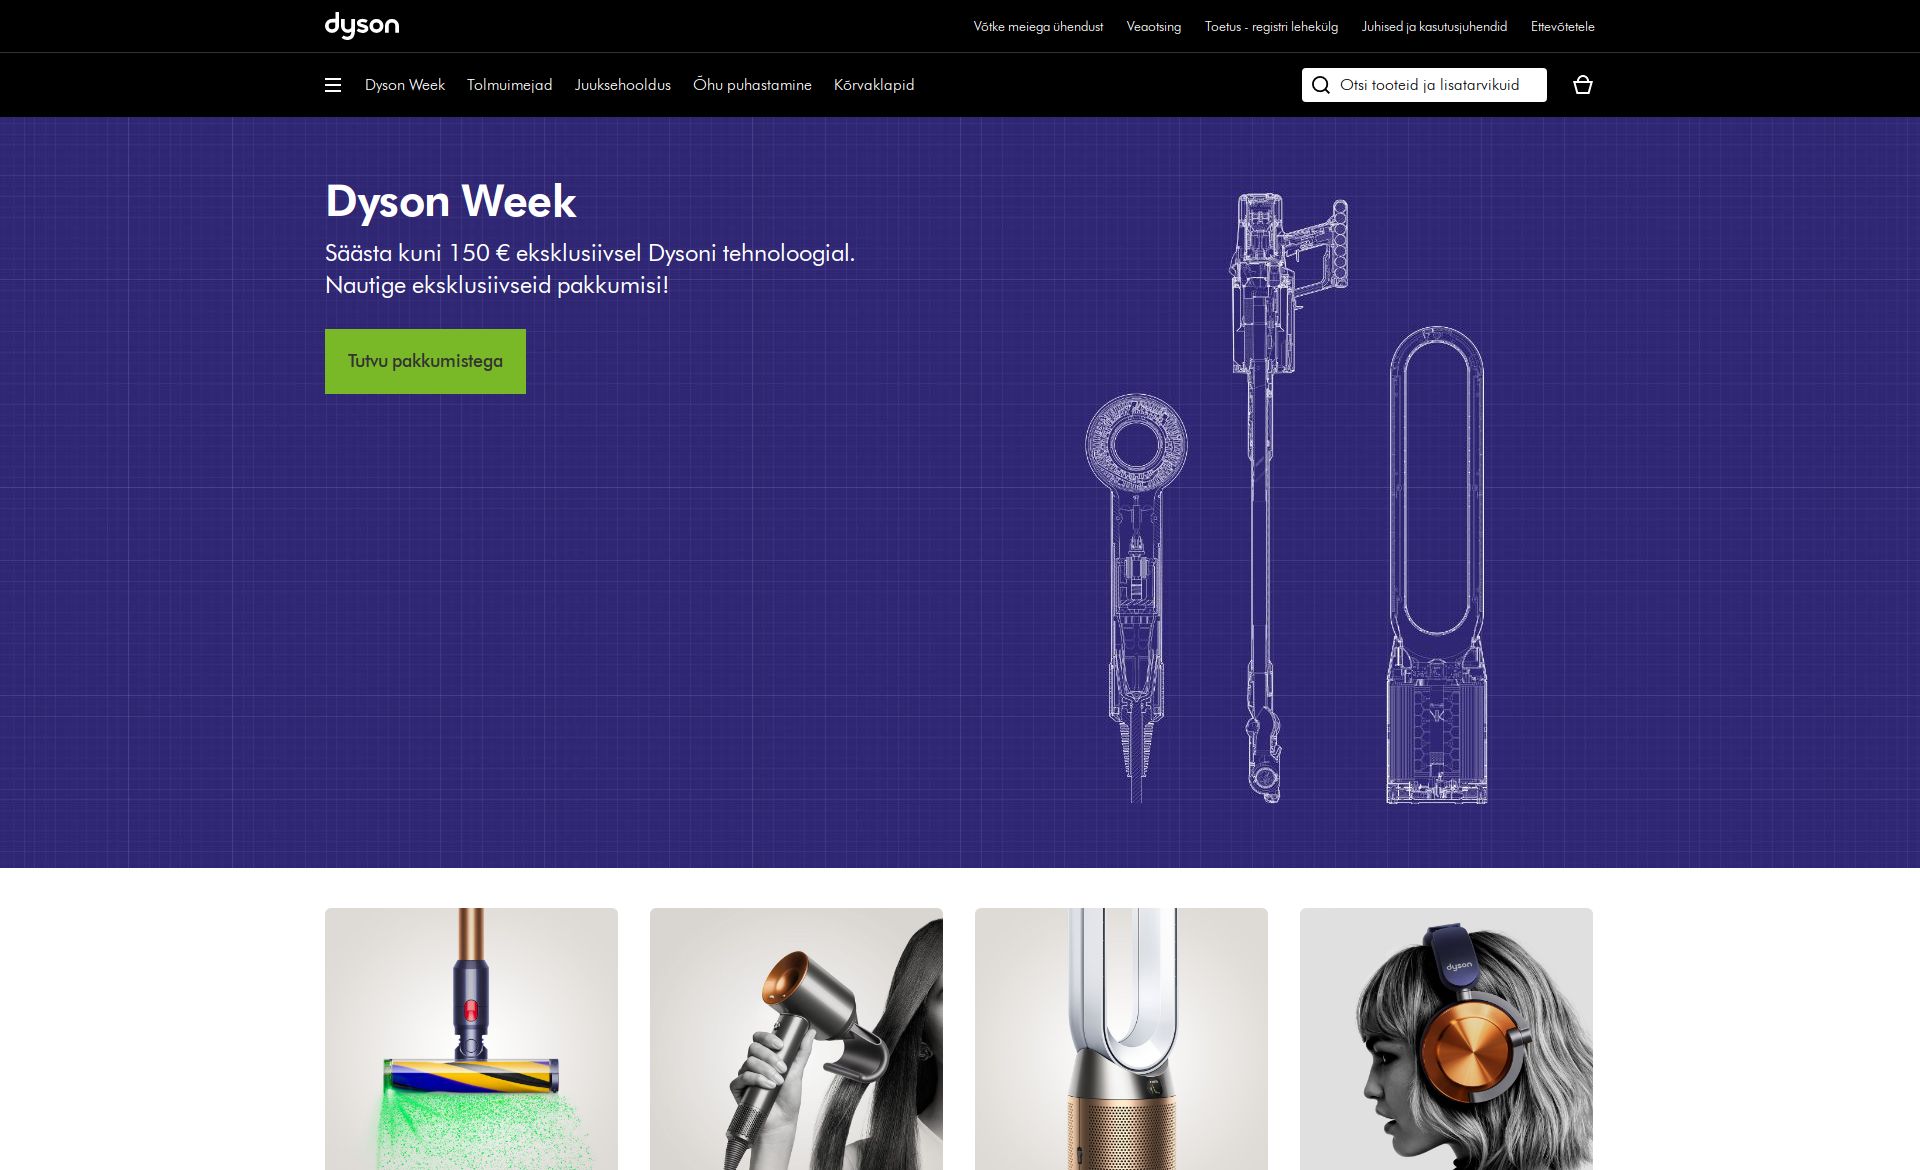 dyson
Võtke meiega ühendust
Veaotsing
Toetus - registri lehekülg
Juhised ja kasutusjuhendid
Ettevõtetele
Dyson Week
Tolmuimejad
Juuksehooldus
Õhu puhastamine
Kõrvaklapid
Otsi tooteid ja lisatarvikuid
Dyson Week
Säästa kuni 150 € eksklusiivsel Dysoni tehnoloogial.
Nautige eksklusiivseid pakkumisi!
Tutvu pakkumistega
dyson